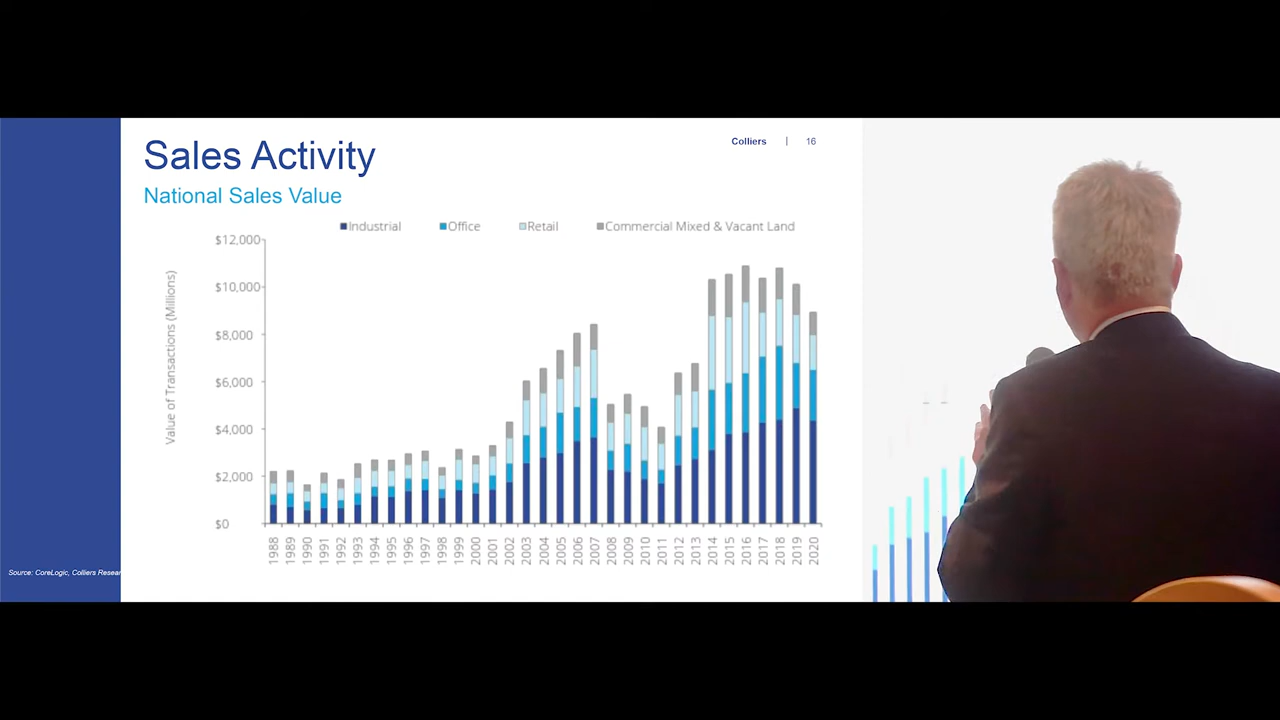 Colliers | 16
Sales Activity
National Sales Value
Industrial Office Retail Commercial Mixed & Vacant Land
$12,000
$10,000
$8,000
$6,000
$4,000
$2,000
$0
Value of Transactions (Millions)
1988 1989 1990 1991 1992 1993 1994 1995 1996 1997 1998 1999 2000 2001 2002 2003 2004 2005 2006 2007 2008 2009 2010 2011 2012 2013 2014 2015 2016 2017 2018 2019 2020
Source: CoreLogic, Colliers Resear